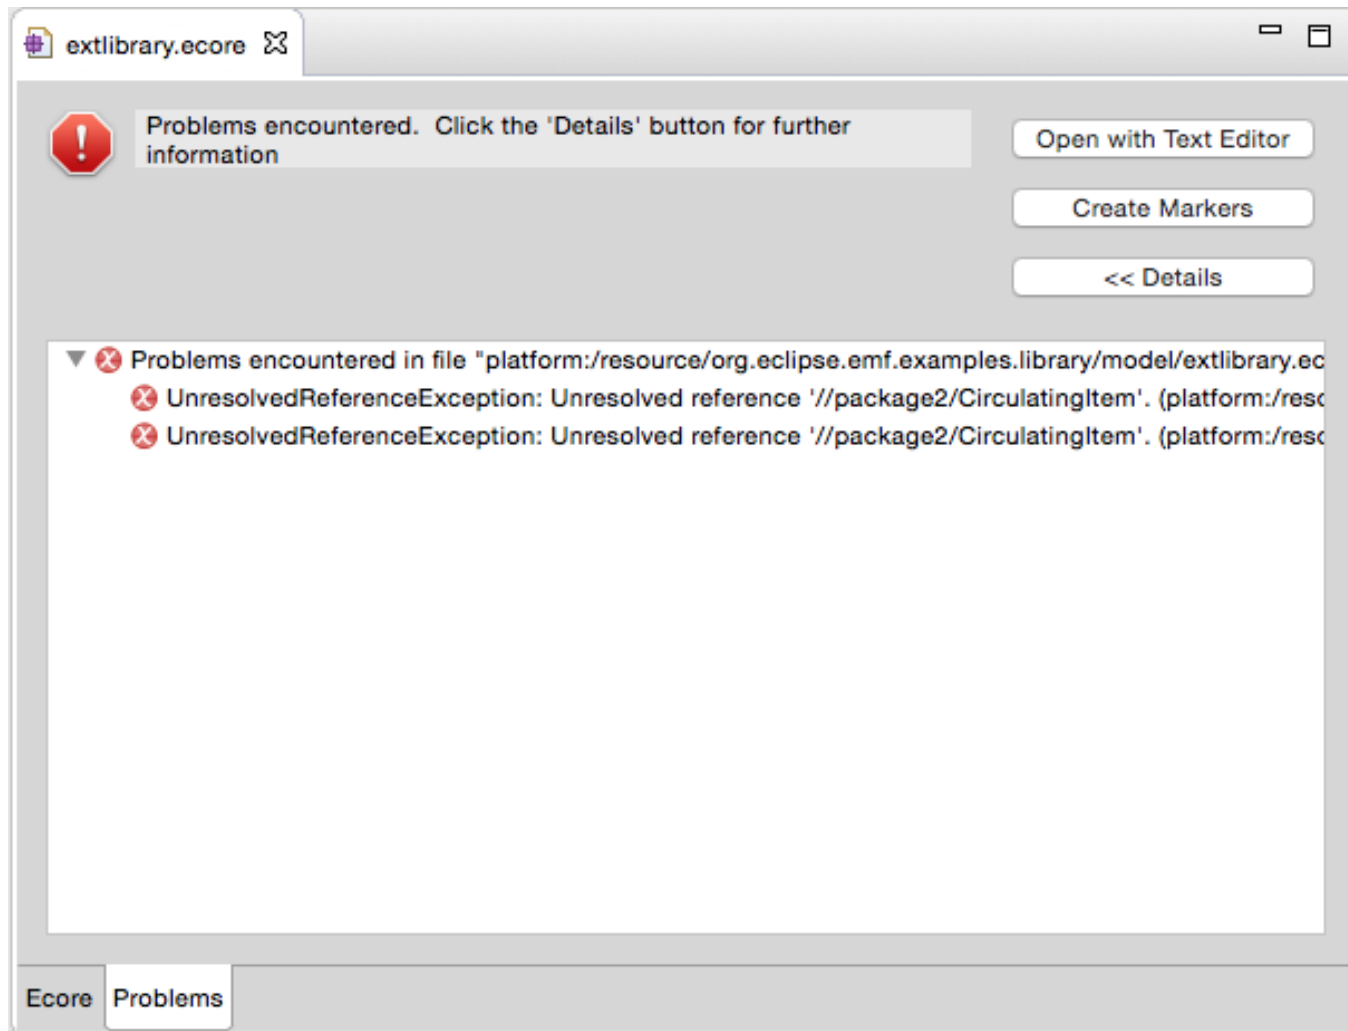 extlibrary.ecore
Problems encountered.  Click the 'Details' button for further
information
Open with Text Editor
Create Markers
<< Details
Problems encountered in file "platform:/resource/org.eclipse.emf.examples.library/model/extlibrary.ec
UnresolvedReferenceException: Unresolved reference '//package2/CirculatingItem'. (platform:/resc
UnresolvedReferenceException: Unresolved reference '//package2/CirculatingItem'. (platform:/resc
Ecore
Problems